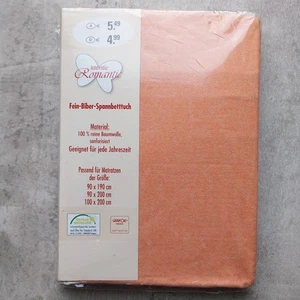 5.49
4.99
Romantic
Fein-Biber-Spannbetttuch
Material:
100 % reine Baumwolle,
sanforisiert
Geeignet für jede Jahreszeit
Passend für Matratzen
der Größe:
90 x 190 cm
90 x 200 cm
100 x 200 cm